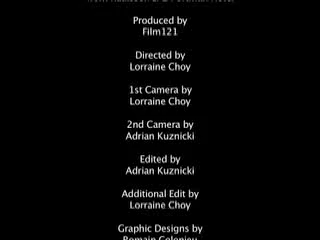 Produced by
Film121
Directed by
Lorraine Choy
1st Camera by
Lorraine Choy
2nd Camera by
Adrian Kuznicki
Edited by
Adrian Kuznicki
Additional Edit by
Lorraine Choy
Graphic Designs by
Romain